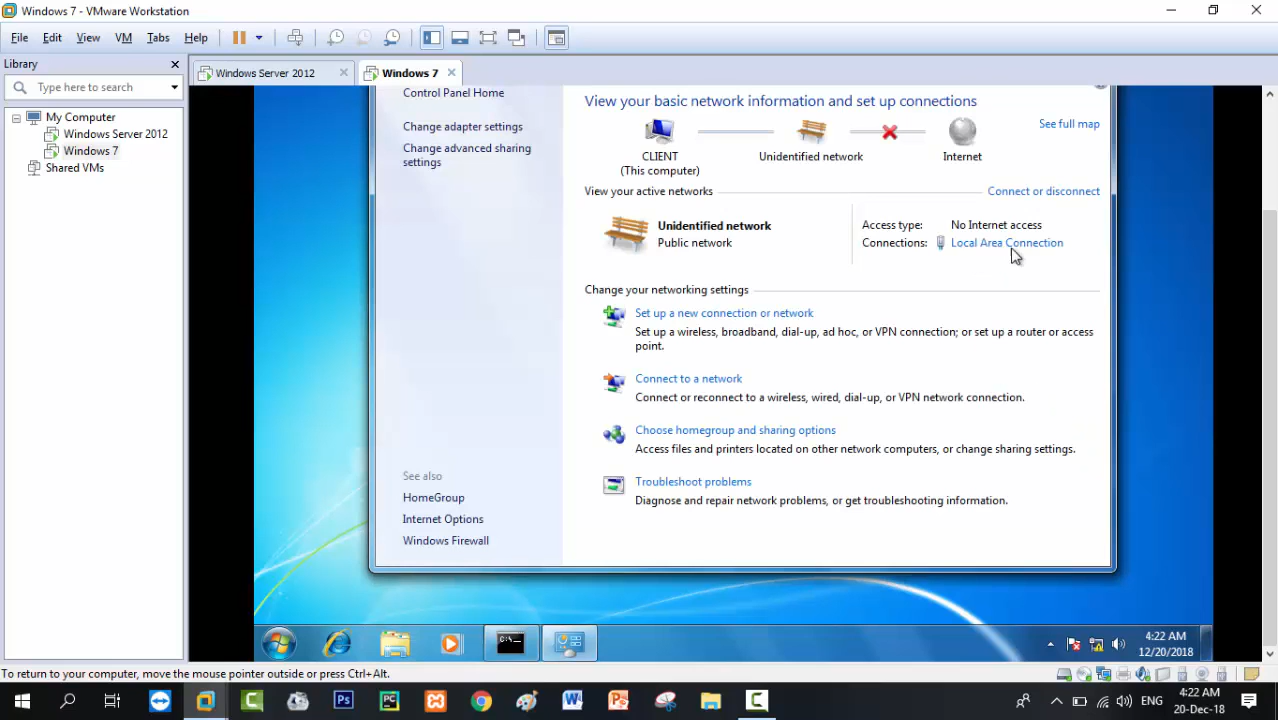 Windows 7 - VMware Workstation
File Edit View VM Tabs Help
Library
Type here to search
My Computer
Windows Server 2012
Windows 7
Shared VMs
Windows Server 2012
Windows 7
Control Panel Home
Change adapter settings
Change advanced sharing
settings
See also
HomeGroup
Internet Options
Windows Firewall
View your basic network information and set up connections
See full map
CLIENT
(This computer)
Unidentified network
Internet
View your active networks
Connect or disconnect
Unidentified network
Public network
Access type: No Internet access
Connections: Local Area Connection
Change your networking settings
Set up a new connection or network
Set up a wireless, broadband, dial-up, ad hoc, or VPN connection; or set up a router or access
point.
Connect to a network
Connect or reconnect to a wireless, wired, dial-up, or VPN network connection.
Choose homegroup and sharing options
Access files and printers located on other network computers, or change sharing settings.
Troubleshoot problems
Diagnose and repair network problems, or get troubleshooting information.
C:\
4:22 AM
12/20/2018
To return to your computer, move the mouse pointer outside or press Ctrl+Alt.
Ps
PC
W
P
ENG
4:22 AM
20-Dec-18